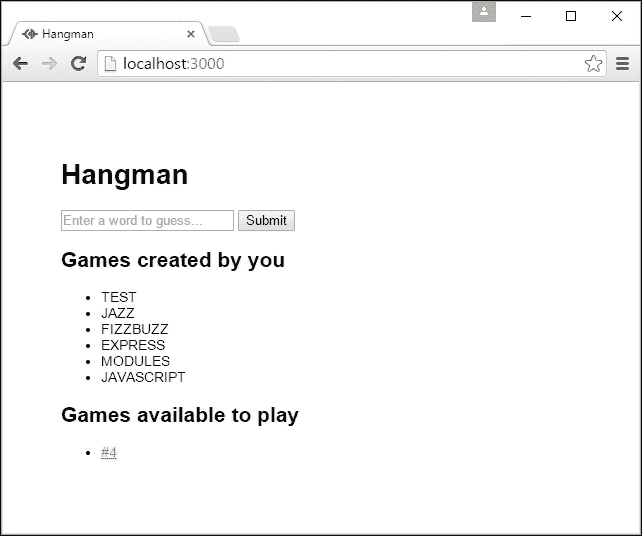 Hangman
localhost:3000
Hangman
Enter a word to guess... Submit
Games created by you
TEST
JAZZ
FIZZBUZZ
EXPRESS
MODULES
JAVASCRIPT
Games available to play
#4